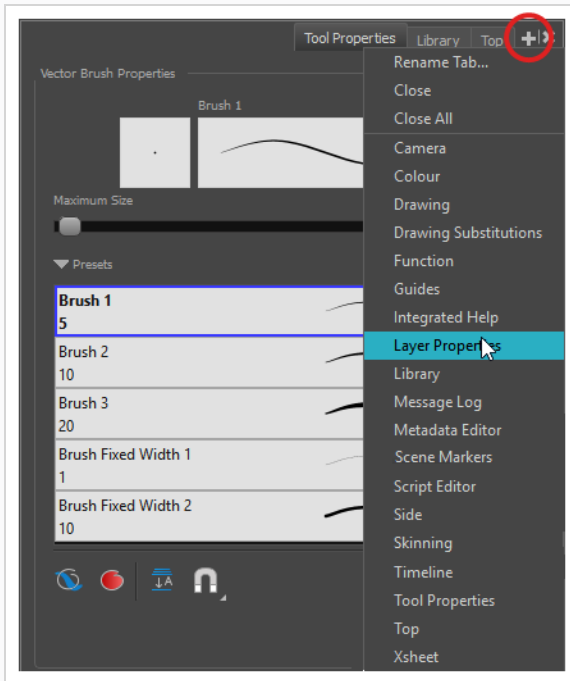 Tool Properties Library Top
Vector Brush Properties
Brush 1
Maximum Size
Presets
Brush 1
5
Brush 2
10
Brush 3
20
Brush Fixed Width 1
1
Brush Fixed Width 2
10
A
Rename Tab...
Close
Close All
Camera
Colour
Drawing
Drawing Substitutions
Function
Guides
Integrated Help
Layer Properties
Library
Message Log
Metadata Editor
Scene Markers
Script Editor
Side
Skinning
Timeline
Tool Properties
Top
Xsheet